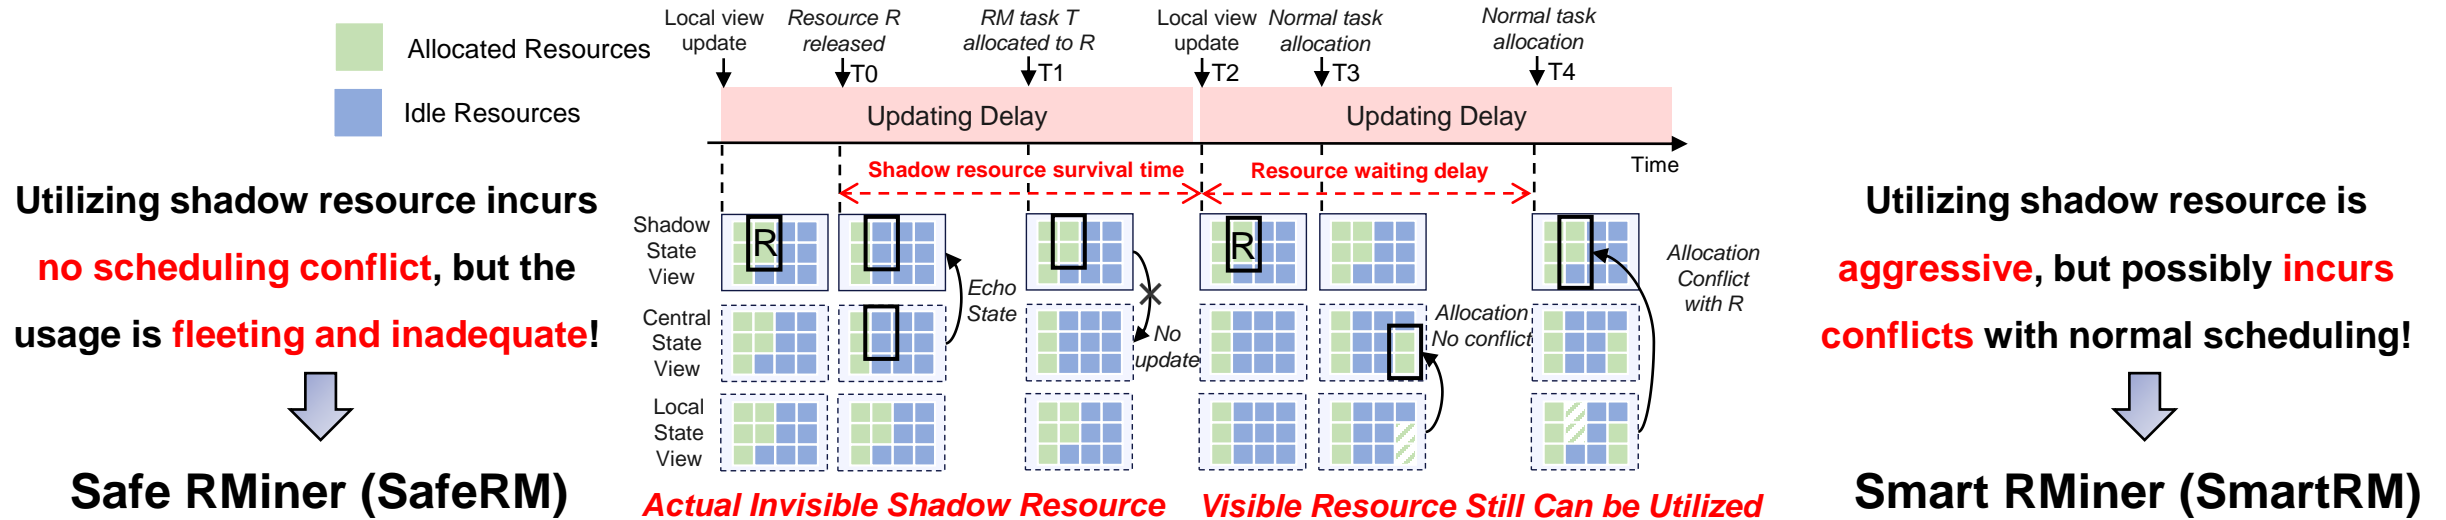 Allocated Resources
Idle Resources
Utilizing shadow resource incurs
no scheduling conflict, but the
usage is fleeting and inadequate!
Safe RMiner (SafeRM)
Local view
update
Resource R
released
T0
RM task T
allocated to R
T1
Local view
update
T2
Normal task
allocation
T3
Normal task
allocation
T4
Updating Delay
Updating Delay
Time
Shadow resource survival time
Resource waiting delay
Shadow
State
View
R
R
Echo
State
No
update
Allocation
Conflict
with R
Central
State
View
Allocation
No conflict
Local
State
View
Actual Invisible Shadow Resource
Visible Resource Still Can be Utilized
Utilizing shadow resource is
aggressive, but possibly incurs
conflicts with normal scheduling!
Smart RMiner (SmartRM)